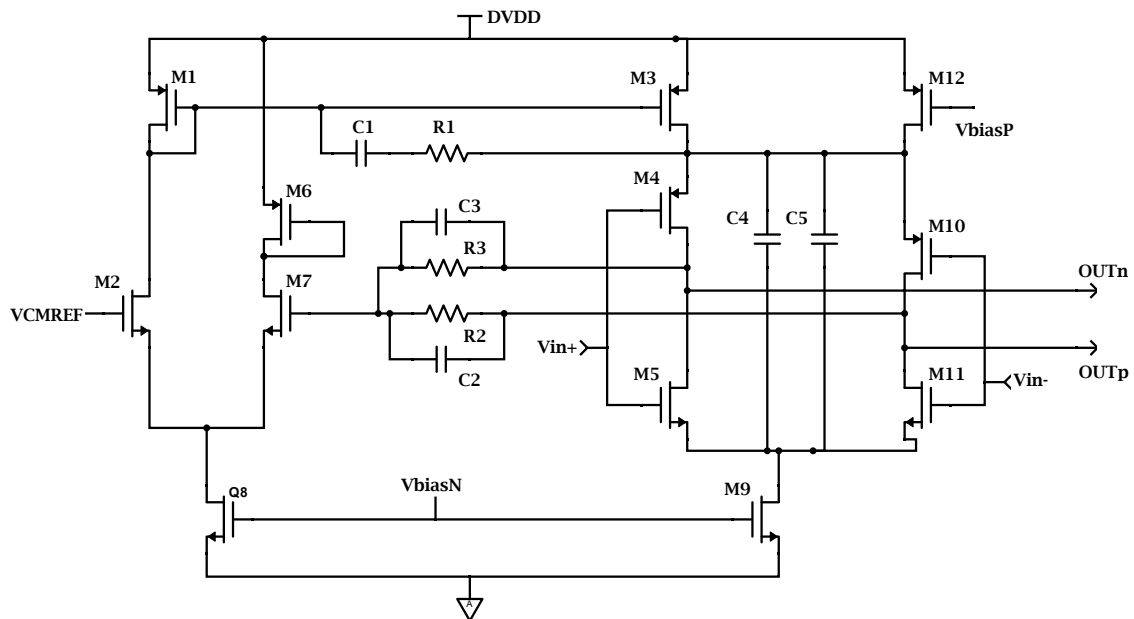 DVDD
M1
M3
M12
VbiasP
C1
R1
M4
M6
C3
C4
C5
M10
R3
OUTn
M2
M7
VCMREF
R2
Vin+
C2
OUTp
M5
M11
Vin-
Q8
VbiasN
M9
A